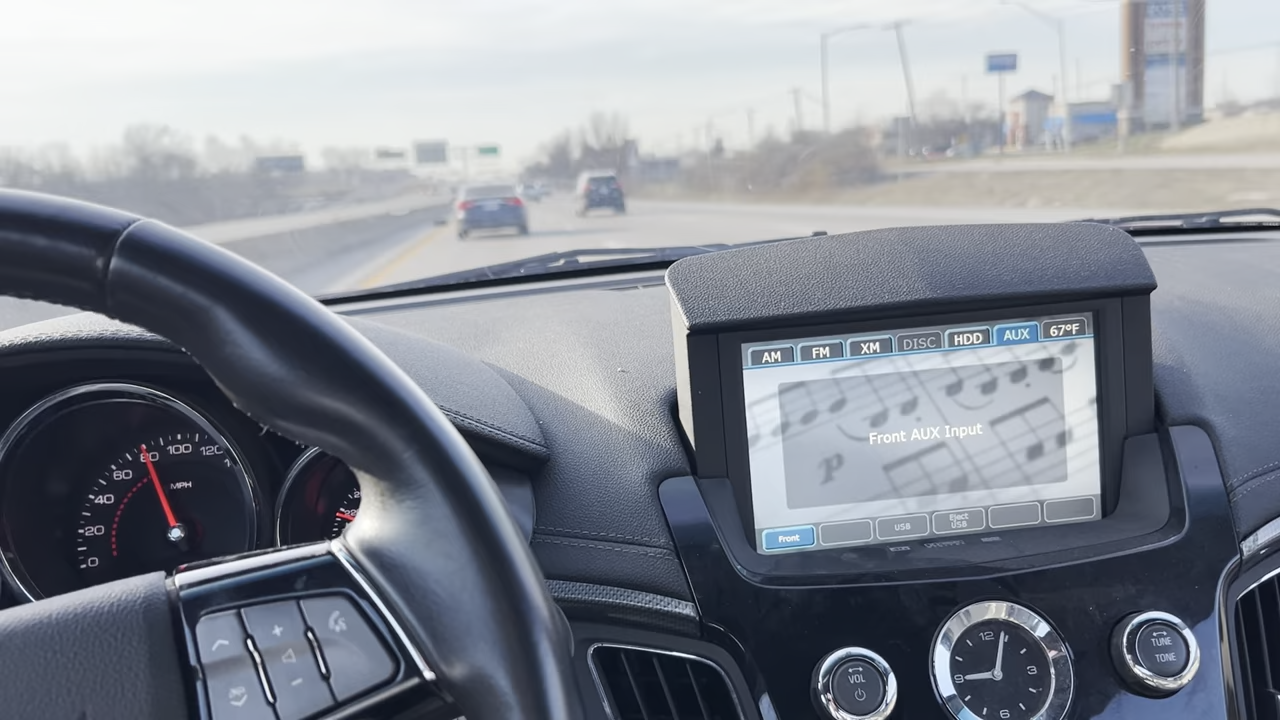 AM FM XM DISC HDD AUX 67°F
Front AUX Input
p
Front USB Eject USB
0 20 40 60 80 100 120
MPH
12
9
6
VOL
TUNE
TONE